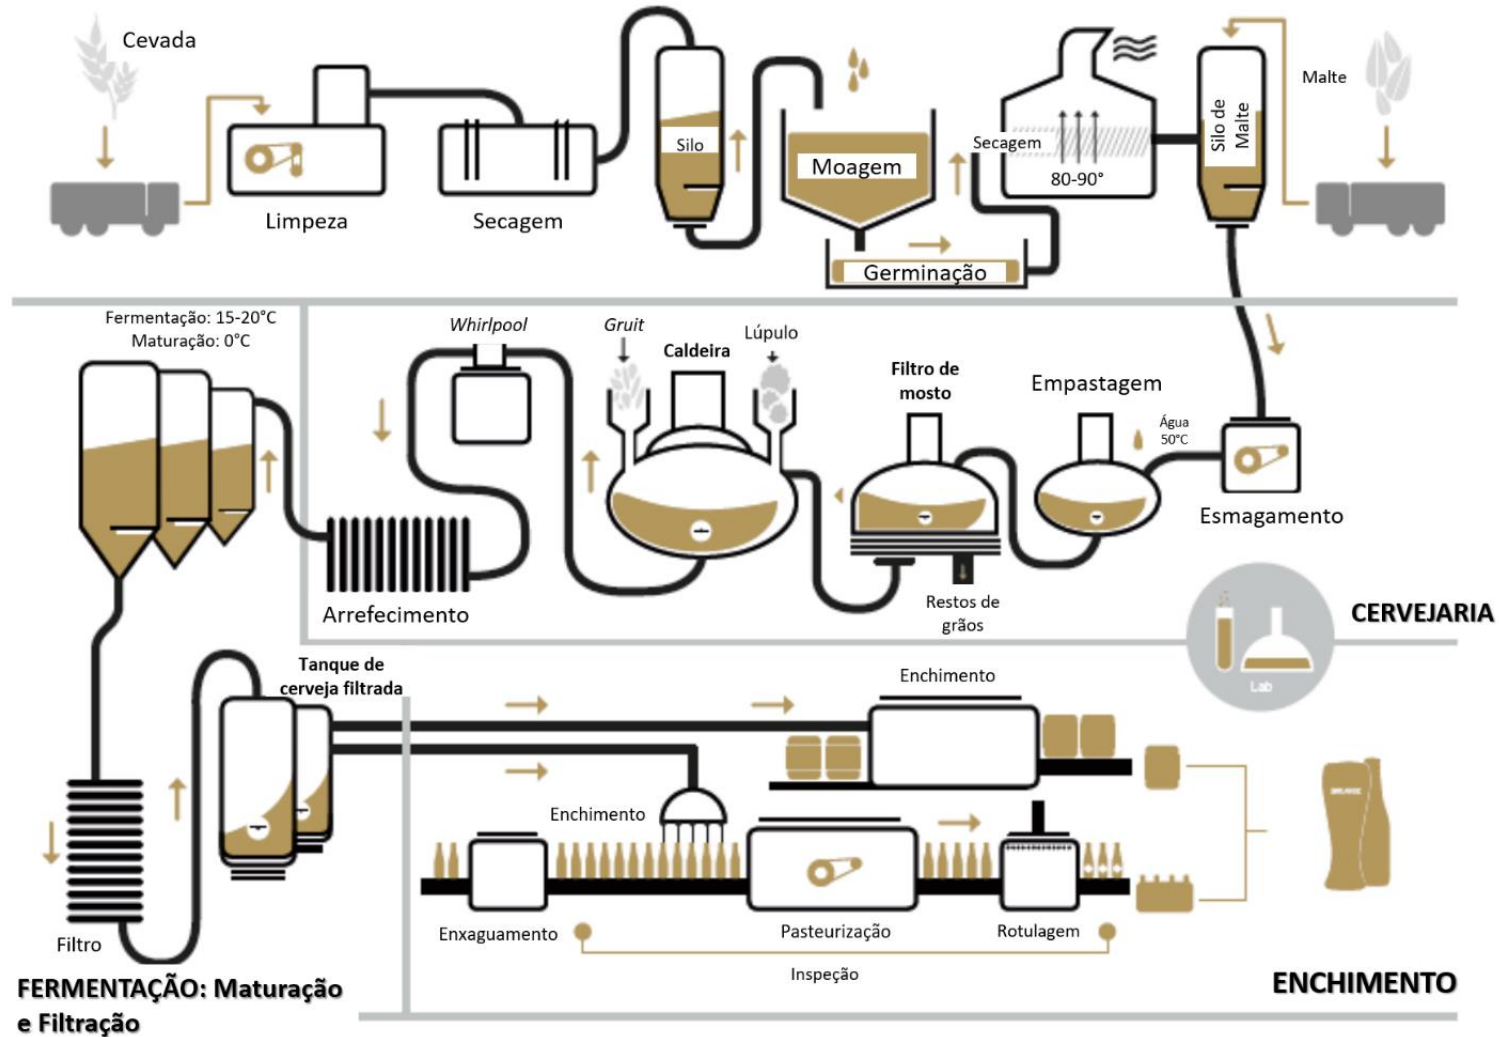 Cevada
Limpeza
Secagem
Silo
Moagem
Germinação
Secagem
80-90°
Silo de
Malte
Malte
Fermentação: 15-20°C
Maturação: 0°C
Whirlpool
Gruit
Caldeira
Lúpulo
Filtro de
mosto
Empastagem
Água
50°C
Esmagamento
Arrefecimento
Restos de
grãos
CERVEJARIA
Lab
Tanque de
cerveja filtrada
Enchimento
Enchimento
Filtro
Enxaguamento
Pasteurização
Rotulagem
Inspeção
FERMENTAÇÃO: Maturação
e Filtração
ENCHIMENTO